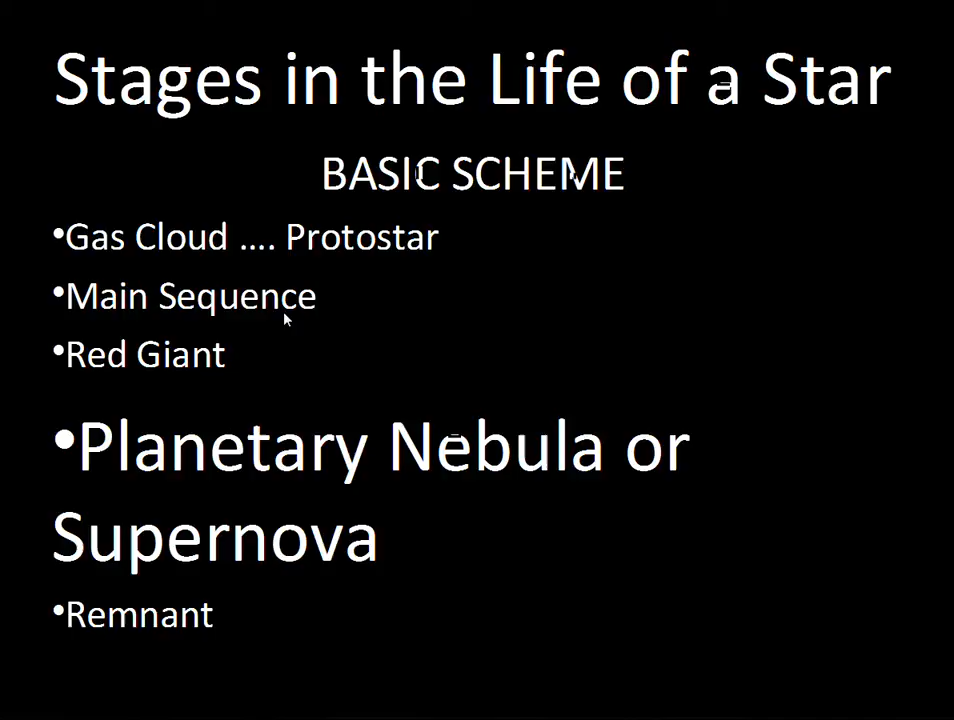 Stages in the Life of a Star
BASIC SCHEME
•Gas Cloud .... Protostar
•Main Sequence
•Red Giant
•Planetary Nebula or
Supernova
•Remnant